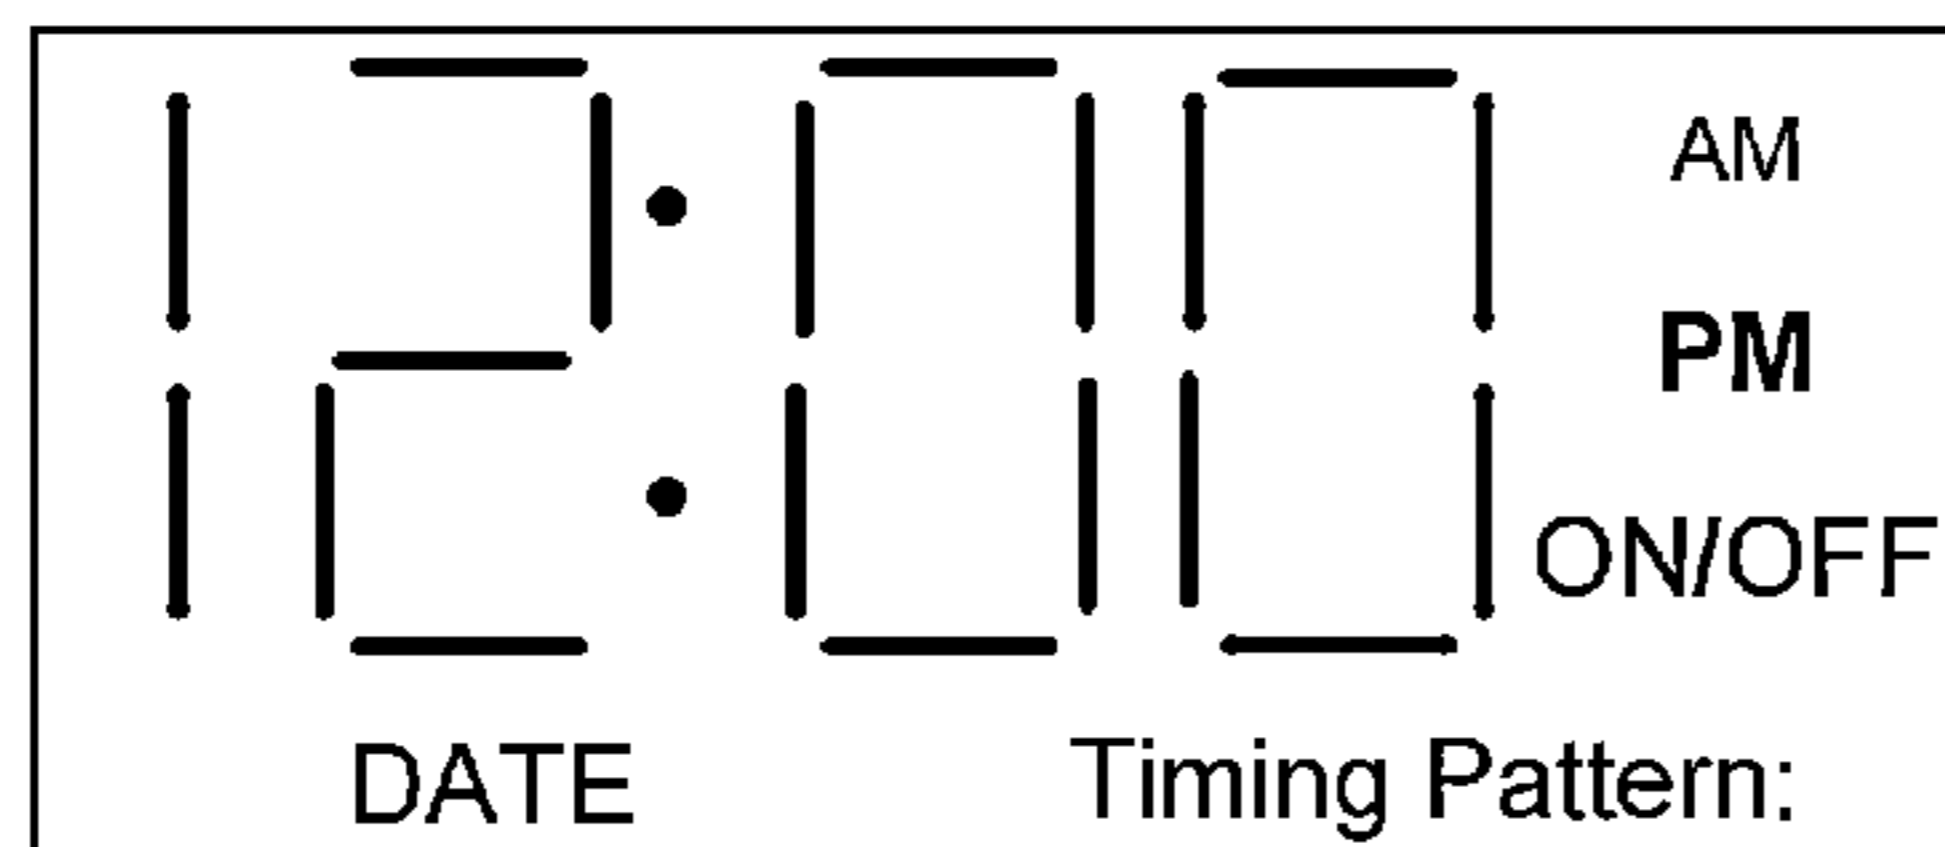 12:00
AM
PM
ON/OFF
DATE
Timing Pattern: